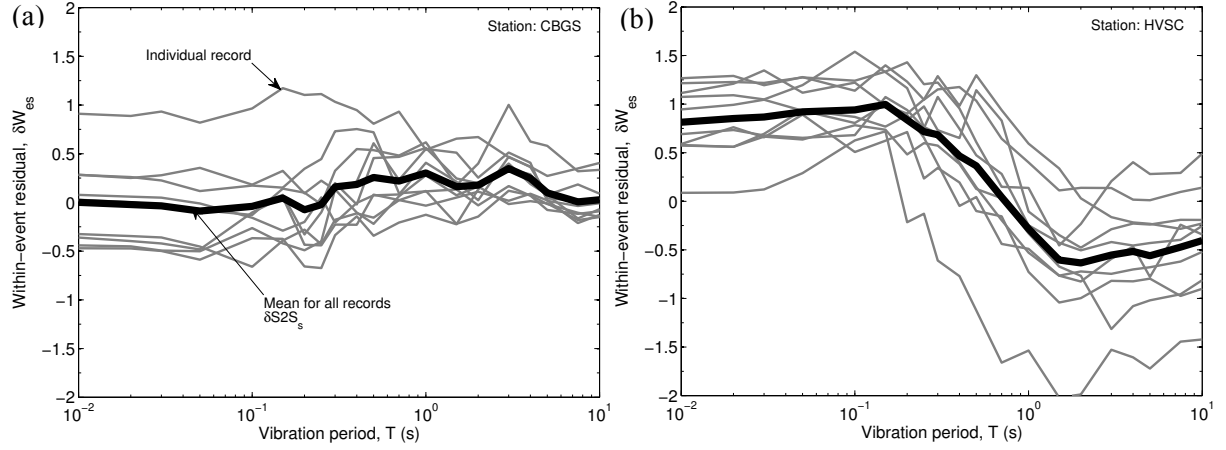 (a)
Station: CBGS
Individual record
Mean for all records
δS2S_s
Within−event residual, δW_es
2
1.5
1
0.5
0
−0.5
−1
−1.5
−2
10^−2
10^−1
10^0
10^1
Vibration period, T (s)
(b)
Station: HVSC
Within−event residual, δW_es
2
1.5
1
0.5
0
−0.5
−1
−1.5
−2
10^−2
10^−1
10^0
10^1
Vibration period, T (s)